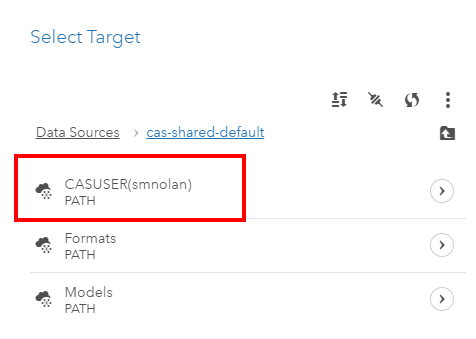 Select Target
Data Sources > cas-shared-default
CASUSER(smnolan)
PATH
Formats
PATH
Models
PATH